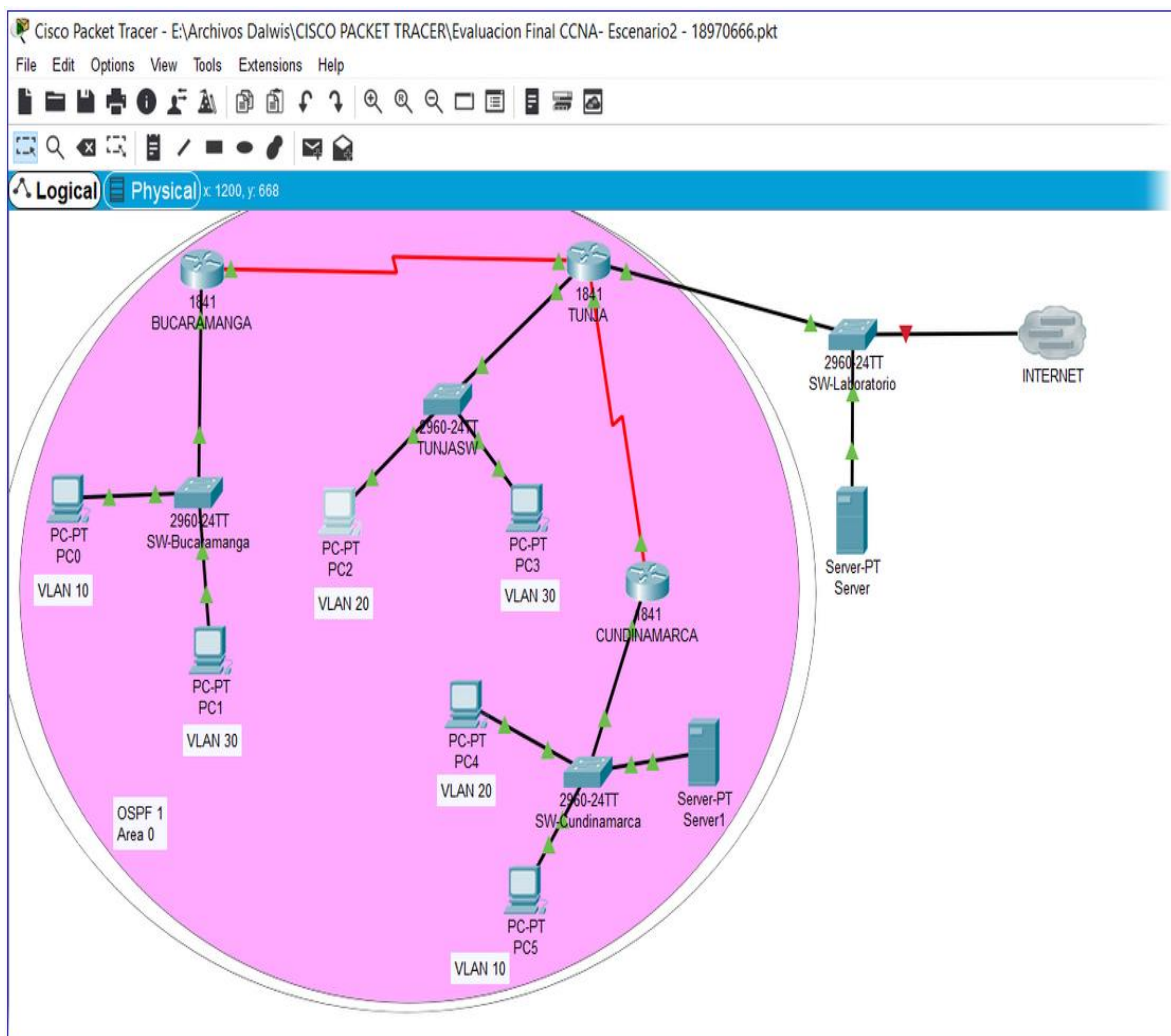 Cisco Packet Tracer - E:\Archivos Dalwis\CISCO PACKET TRACER\Evaluacion Final CCNA- Escenario2 - 18970666.pkt
File Edit Options View Tools Extensions Help
Logical Physical x: 1200, y: 668
1841
BUCARAMANGA
1841
TUNJA
2960-24TT
SW-Laboratorio
INTERNET
2960-24TT
TUNJASW
PC-PT
PC0
VLAN 10
2960-24TT
SW-Bucaramanga
PC-PT
PC2
VLAN 20
PC-PT
PC3
VLAN 30
Server-PT
Server
1841
CUNDINAMARCA
PC-PT
PC1
VLAN 30
PC-PT
PC4
VLAN 20
2960-24TT
SW-Cundinamarca
Server-PT
Server1
OSPF 1
Area 0
PC-PT
PC5
VLAN 10